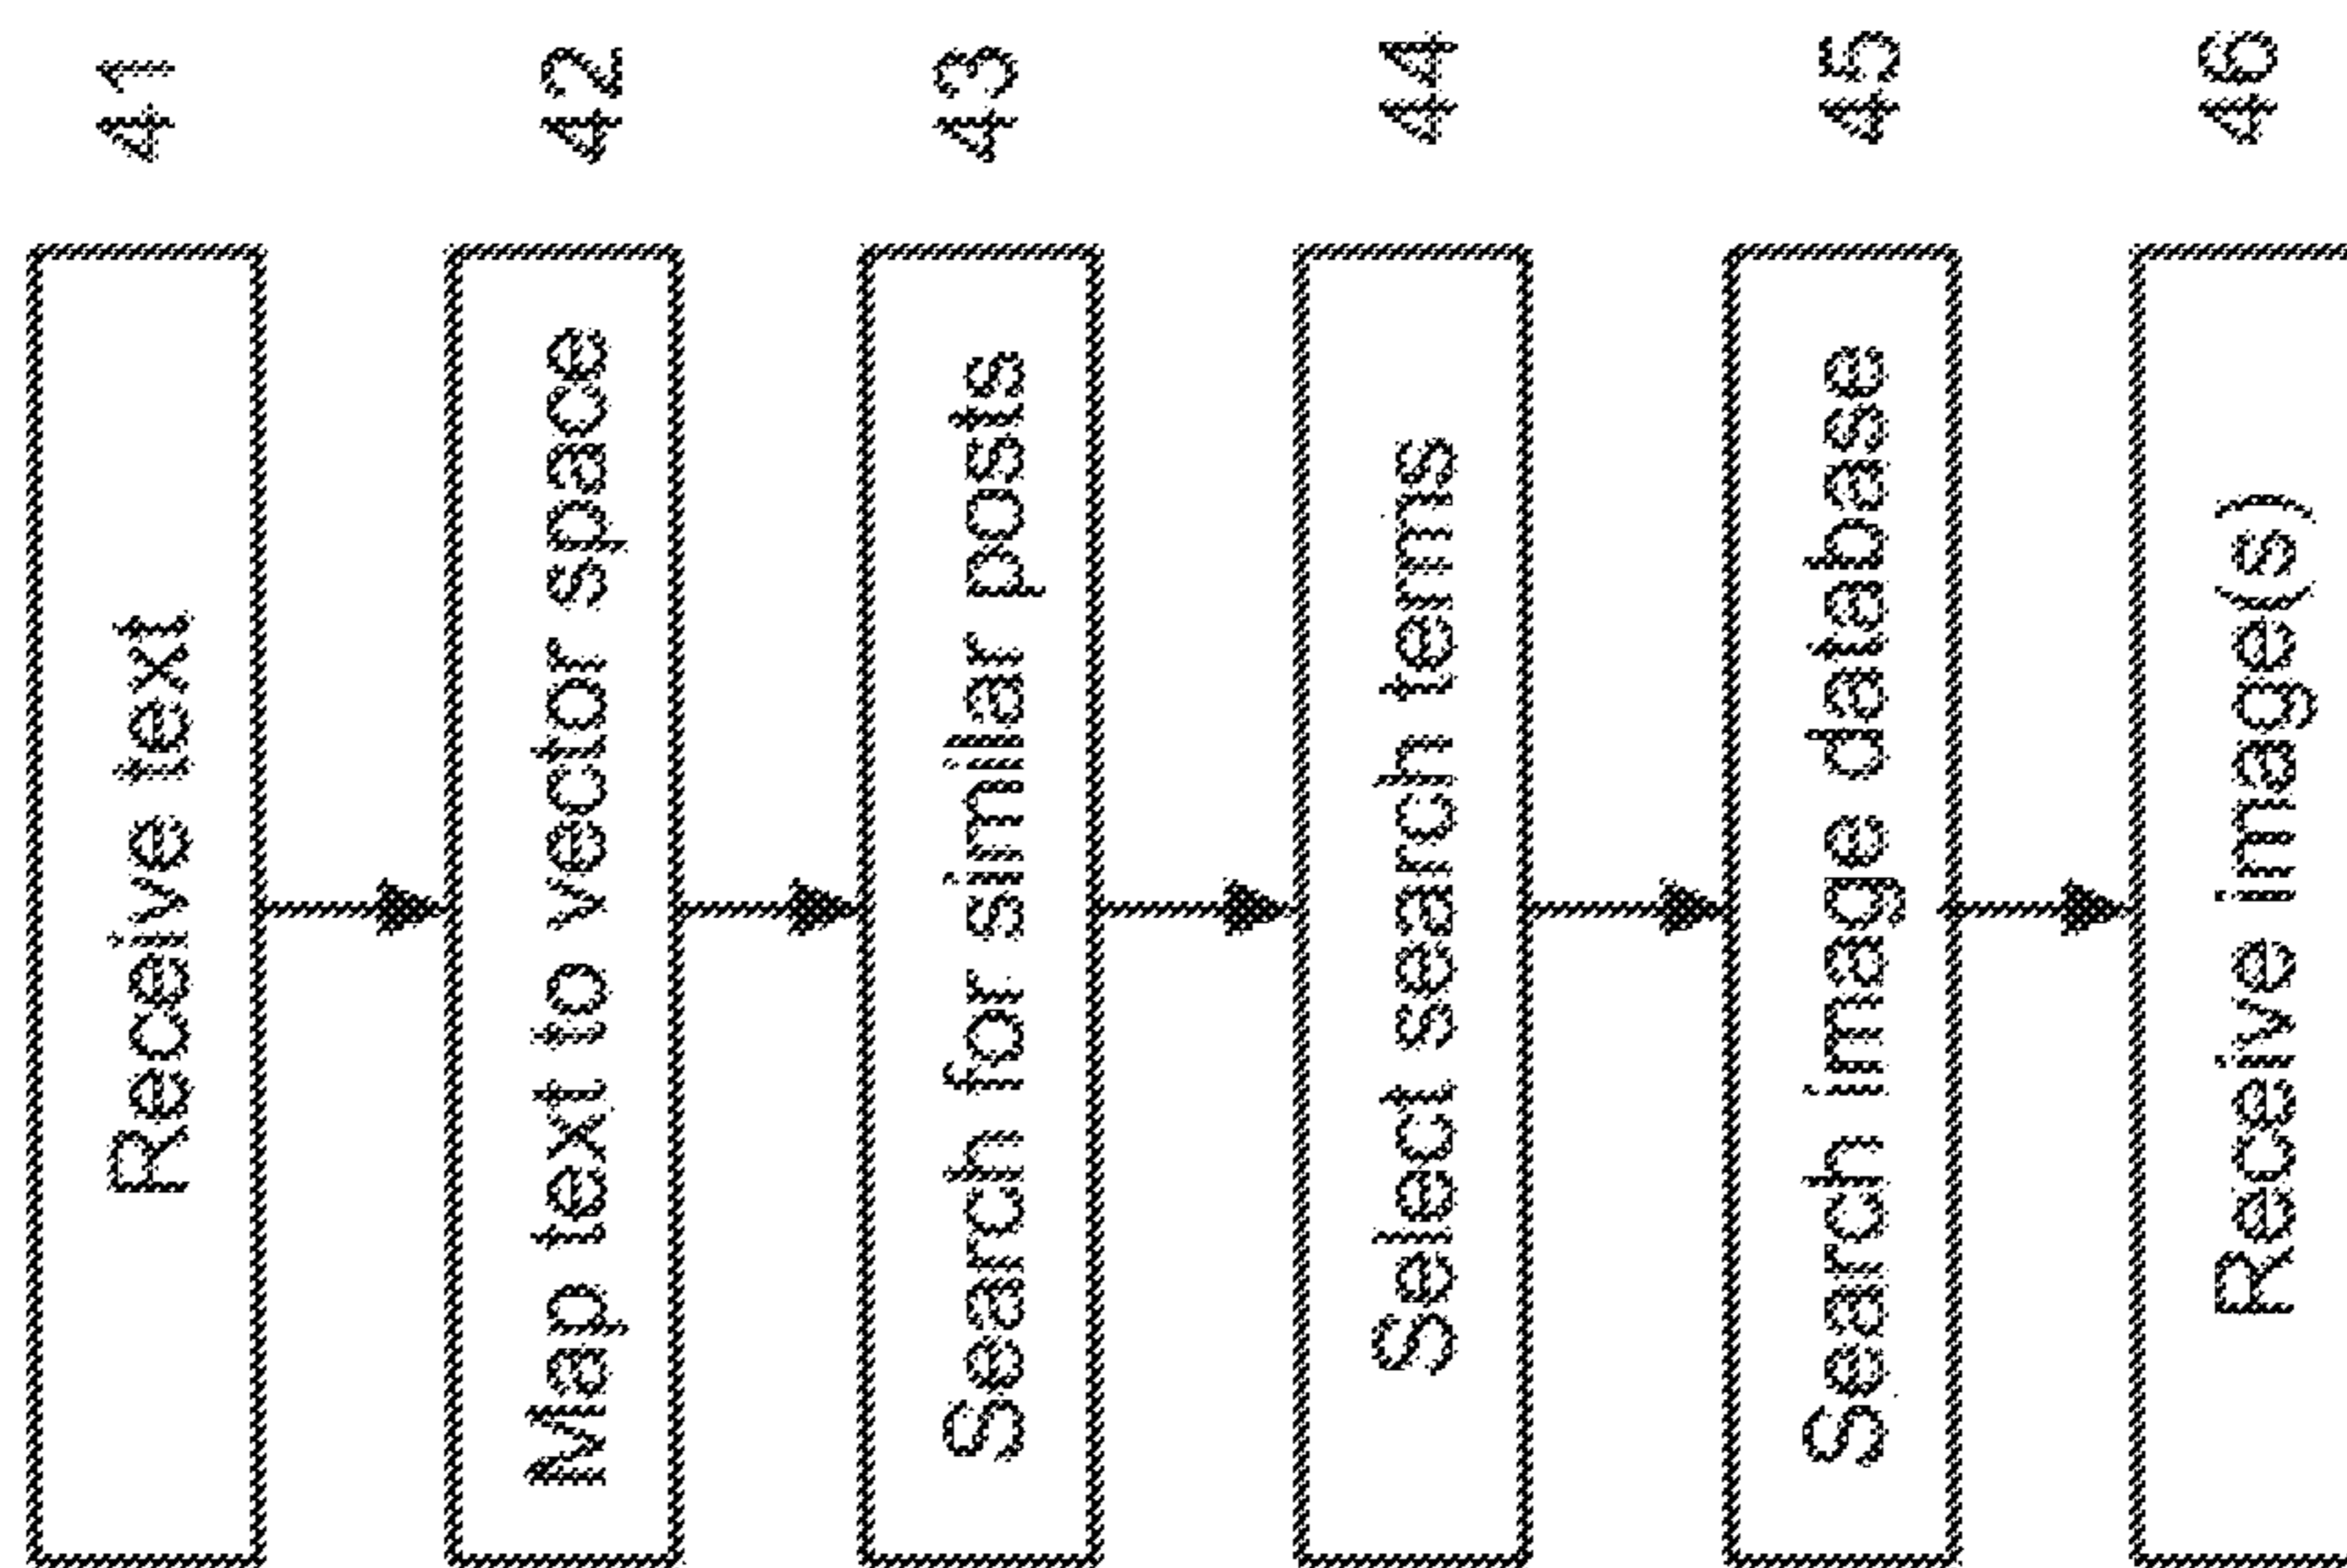 Receive text 41
Map text to vector space 42
Search for similar posts 43
Select search terms 44
Search image database 45
Receive image(s) 46